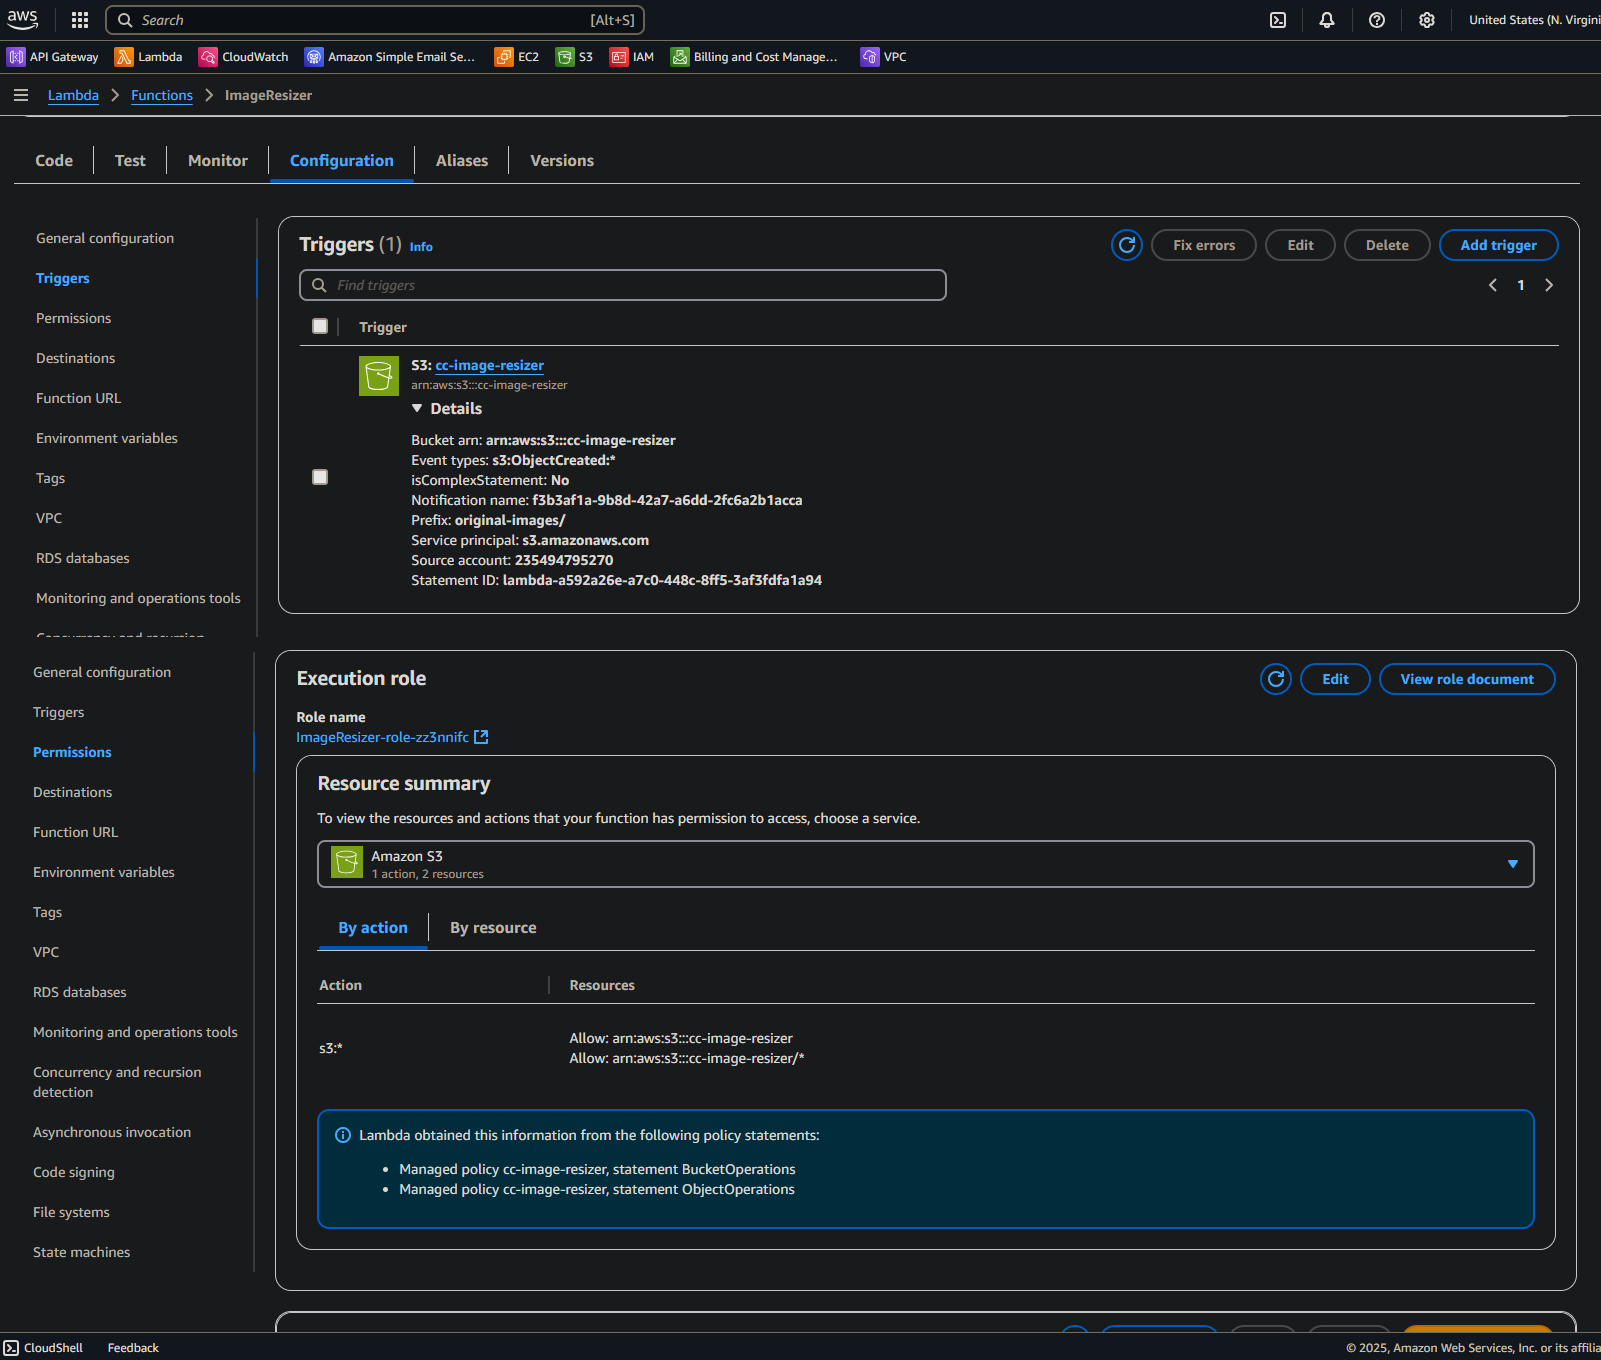 aws
Search [Alt+S]
United States (N. Virgini
API Gateway Lambda CloudWatch Amazon Simple Email Se... EC2 S3 IAM Billing and Cost Manage... VPC
Lambda Functions ImageResizer
Code Test Monitor Configuration Aliases Versions
General configuration
Triggers
Permissions
Destinations
Function URL
Environment variables
Tags
VPC
RDS databases
Monitoring and operations tools
Concurrency and recursion
Triggers (1) Info
Fix errors Edit Delete Add trigger
Find triggers
1
Trigger
S3: cc-image-resizer
arn:aws:s3:::cc-image-resizer
Details
Bucket arn: arn:aws:s3:::cc-image-resizer
Event types: s3:ObjectCreated:*
isComplexStatement: No
Notification name: f3b3af1a-9b8d-42a7-a6dd-2fc6a2b1acca
Prefix: original-images/
Service principal: s3.amazonaws.com
Source account: 235494795270
Statement ID: lambda-a592a26e-a7c0-448c-8ff5-3af3fdfa1a94
General configuration
Triggers
Permissions
Destinations
Function URL
Environment variables
Tags
VPC
RDS databases
Monitoring and operations tools
Concurrency and recursion
detection
Asynchronous invocation
Code signing
File systems
State machines
Execution role
Edit View role document
Role name
ImageResizer-role-zz3nnifc
Resource summary
To view the resources and actions that your function has permission to access, choose a service.
Amazon S3
1 action, 2 resources
By action By resource
Action Resources
s3:*
Allow: arn:aws:s3:::cc-image-resizer
Allow: arn:aws:s3:::cc-image-resizer/*
Lambda obtained this information from the following policy statements:
• Managed policy cc-image-resizer, statement BucketOperations
• Managed policy cc-image-resizer, statement ObjectOperations
CloudShell Feedback © 2025, Amazon Web Services, Inc. or its affilia